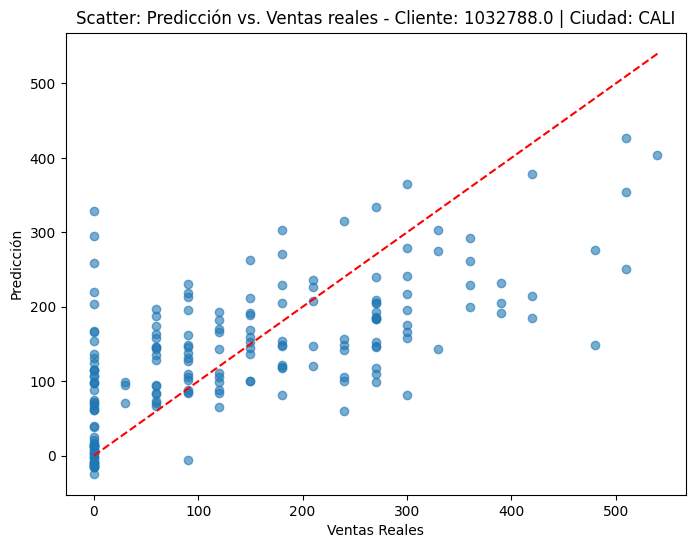 Scatter: Predicción vs. Ventas reales - Cliente: 1032788.0 | Ciudad: CALI
500
400
300
200
100
0
Predicción
0 100 200 300 400 500
Ventas Reales